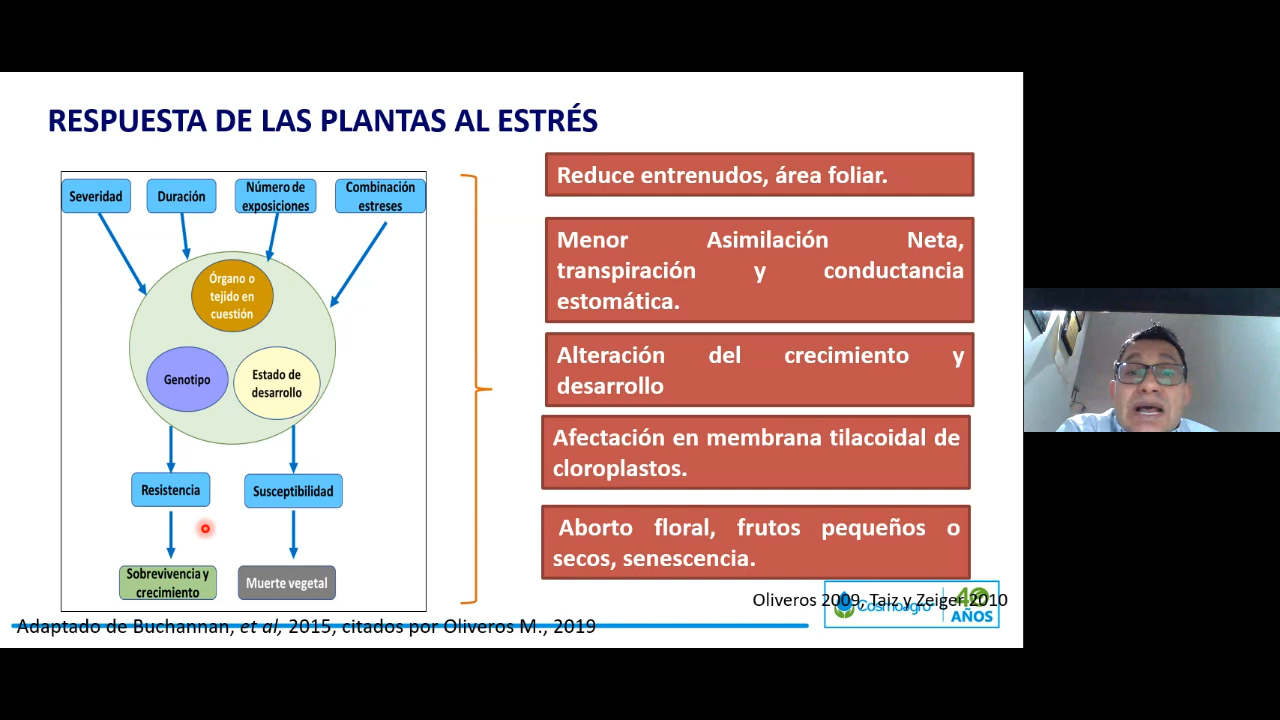 RESPUESTA DE LAS PLANTAS AL ESTRÉS
Severidad
Duración
Número de
exposiciones
Combinación
estreses
Órgano o
tejido en
cuestión
Genotipo
Estado de
desarrollo
Resistencia
Susceptibilidad
Sobrevivencia y
crecimiento
Muerte vegetal
Reduce entrenudos, área foliar.
Menor Asimilación Neta,
transpiración y conductancia
estomática.
Alteración del crecimiento y
desarrollo
Afectación en membrana tilacoidal de
cloroplastos.
Aborto floral, frutos pequeños o
secos, senescencia.
Oliveros 2009, Taiz y Zeiger 2010
Cosmoagro
40
AÑOS
Adaptado de Buchannan, et al, 2015, citados por Oliveros M., 2019